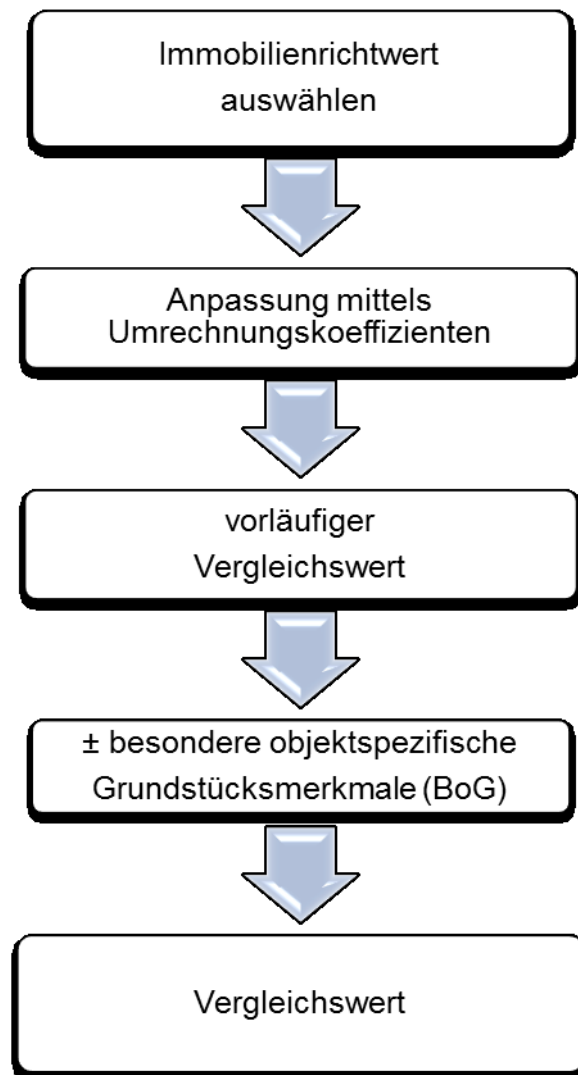 Immobilienrichtwert
auswählen
Anpassung mittels
Umrechnungskoeffizienten
vorläufiger
Vergleichswert
± besondere objektspezifische
Grundstücksmerkmale (BoG)
Vergleichswert